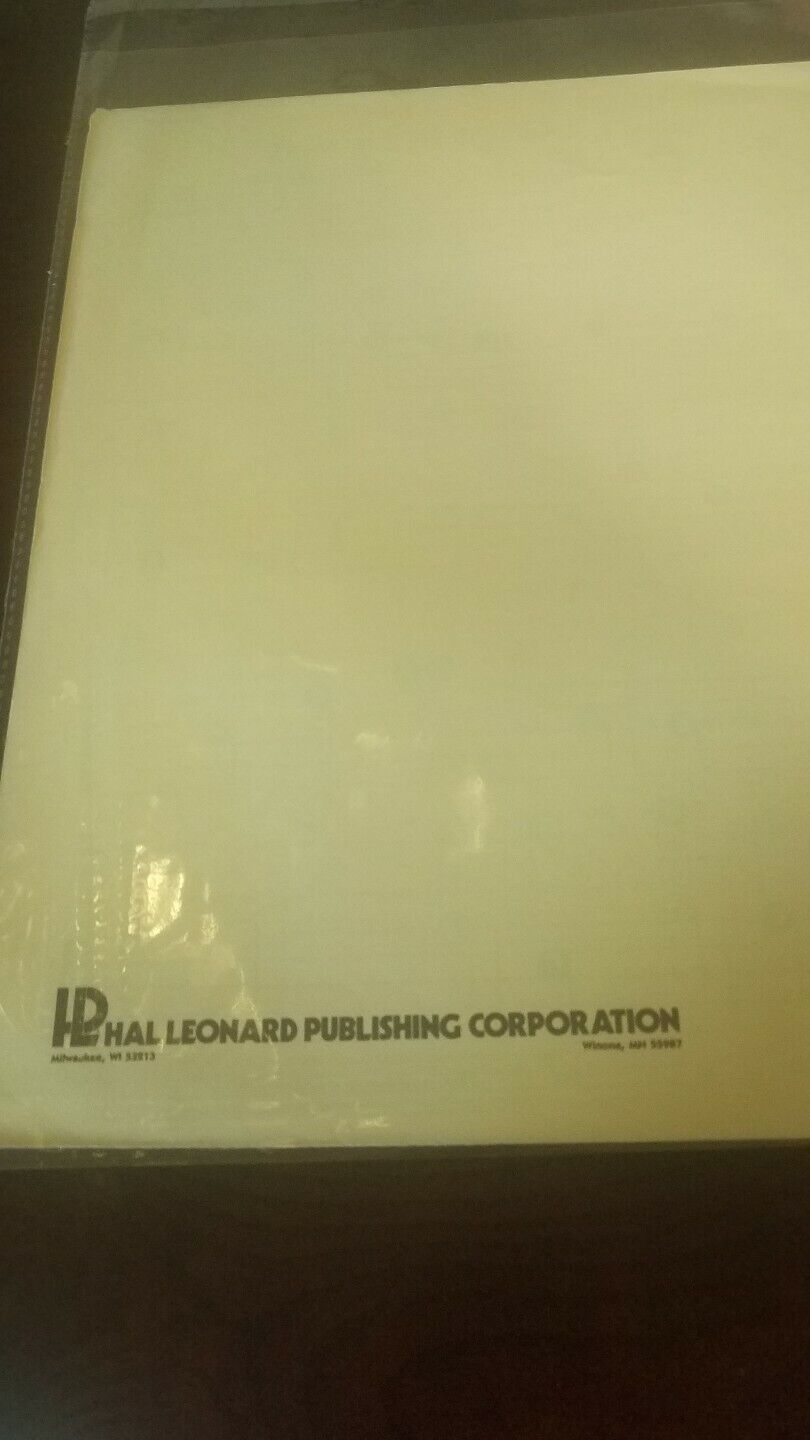 HL HAL LEONARD PUBLISHING CORPORATION
Milwaukee, WI 53213
Winona, MN 55987